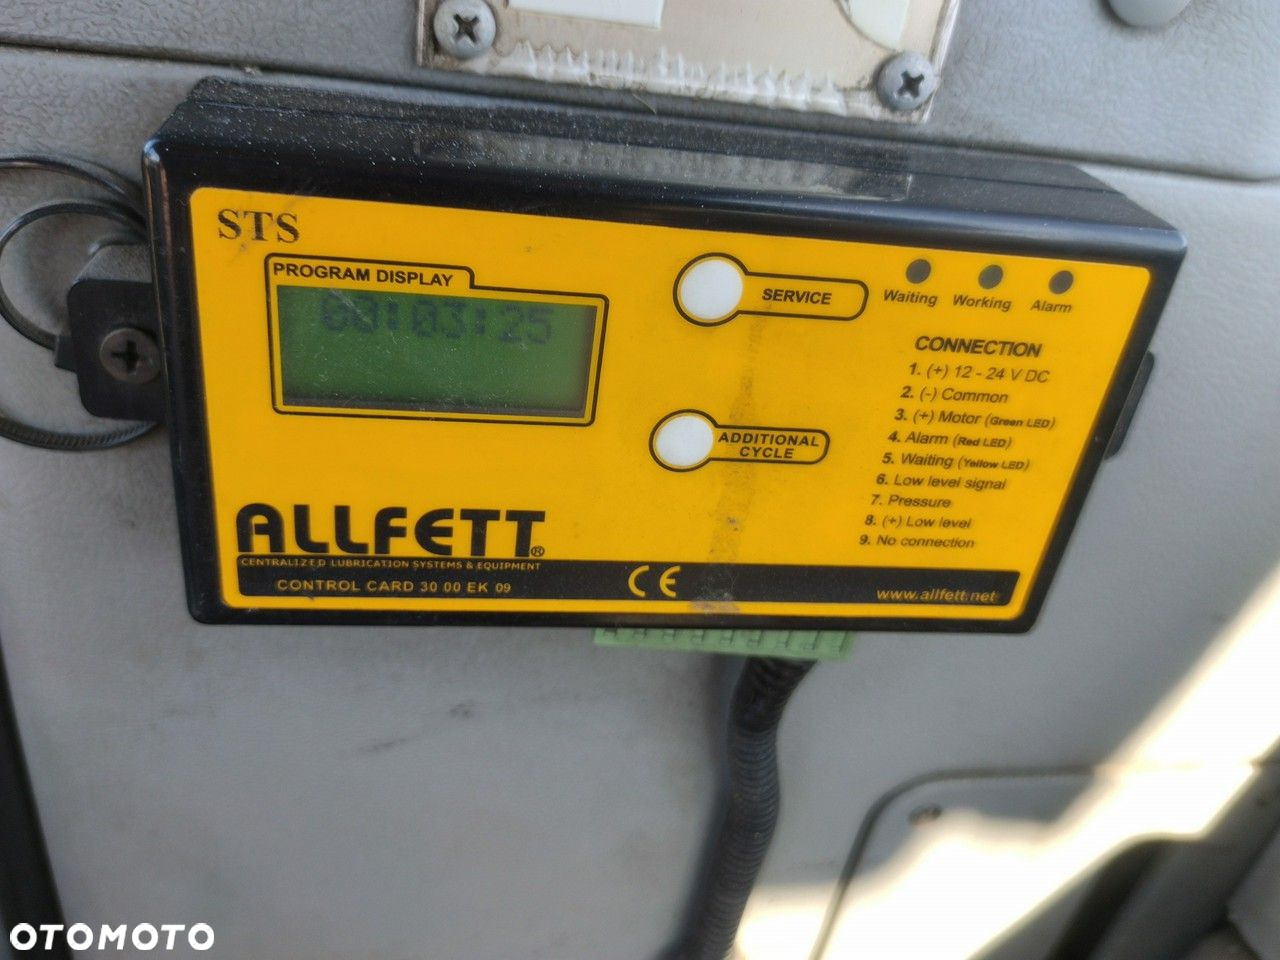 STS
PROGRAM DISPLAY
:03:25
SERVICE
ADDITIONAL
CYCLE
Waiting Working Alarm
CONNECTION
1. (+) 12 - 24 V DC
2. (-) Common
3. (+) Motor (Green LED)
4. Alarm (Red LED)
5. Waiting (Yellow LED)
6. Low level signal
7. Pressure
8. (+) Low level
9. No connection
ALLFETT®
CENTRALIZED LUBRICATION SYSTEMS & EQUIPMENT
CONTROL CARD 30 00 EK 09
CE
www.allfett.net
OTOMOTO